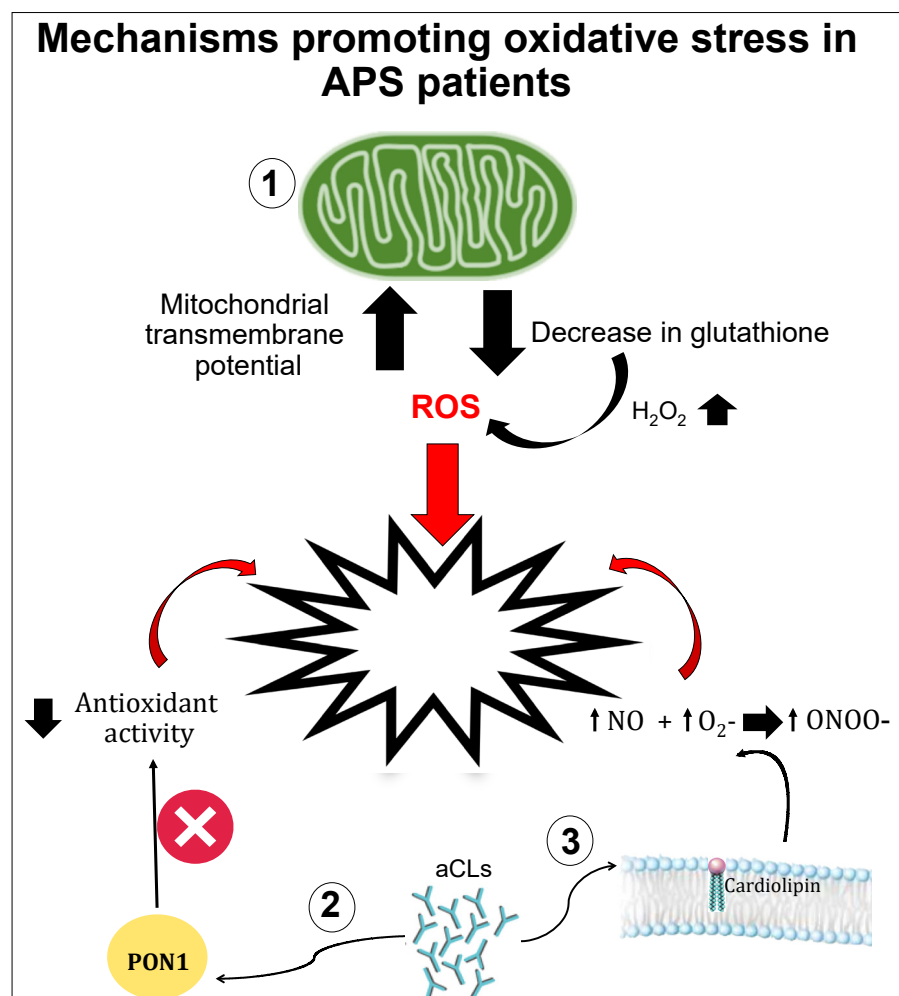 Mechanisms promoting oxidative stress in
APS patients
1
Mitochondrial
transmembrane
potential
Decrease in glutathione
ROS
H₂O₂
Antioxidant
activity
NO + O₂- ONOO-
3
aCLs
Cardiolipin
2
PON1